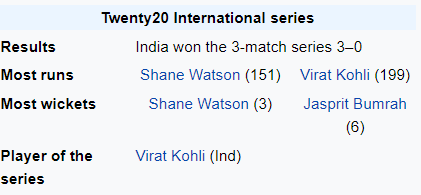 Twenty20 International series
Results India won the 3-match series 3–0
Most runs Shane Watson (151) Virat Kohli (199)
Most wickets Shane Watson (3) Jasprit Bumrah
(6)
Player of the Virat Kohli (Ind)
series